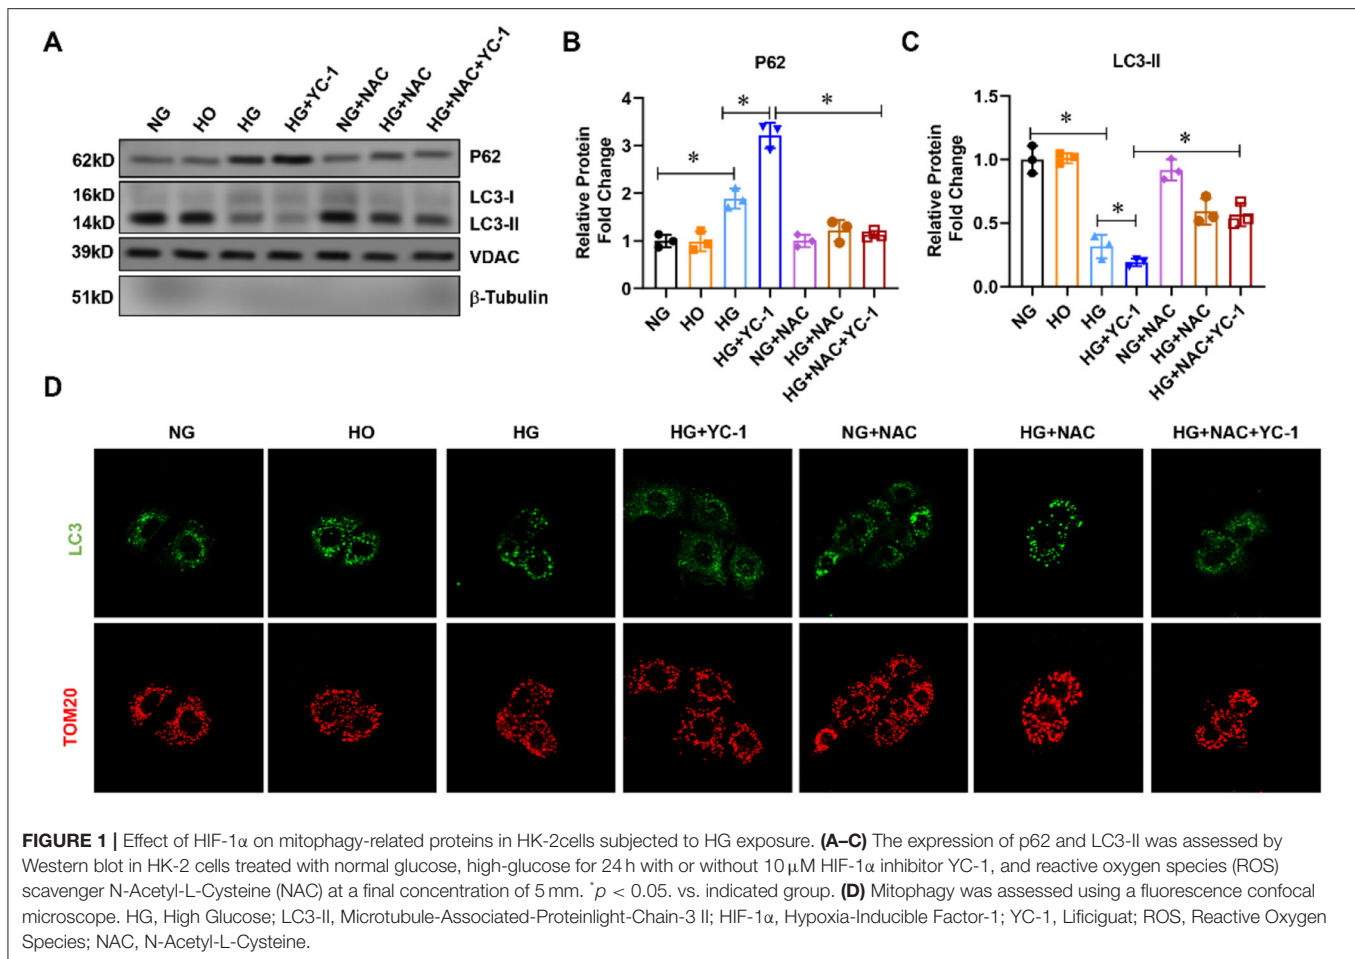 A
NG
HO
HG
HG+YC-1
NG+NAC
HG+NAC
HG+NAC+YC-1
62kD
P62
16kD
LC3-I
14kD
LC3-II
39kD
VDAC
51kD
β-Tubulin
B
P62
Relative Protein
Fold Change
4
3
2
1
0
*
*
*
NG
HO
HG
HG+YC-1
NG+NAC
HG+NAC
HG+NAC+YC-1
C
LC3-II
Relative Protein
Fold Change
1.5
1.0
0.5
0.0
*
*
*
NG
HO
HG
HG+YC-1
NG+NAC
HG+NAC
HG+NAC+YC-1
D
NG HO HG HG+YC-1 NG+NAC HG+NAC HG+NAC+YC-1
LC3
TOM20
FIGURE 1 | Effect of HIF-1α on mitophagy-related proteins in HK-2cells subjected to HG exposure. (A–C) The expression of p62 and LC3-II was assessed by
Western blot in HK-2 cells treated with normal glucose, high-glucose for 24 h with or without 10 μM HIF-1α inhibitor YC-1, and reactive oxygen species (ROS)
scavenger N-Acetyl-L-Cysteine (NAC) at a final concentration of 5 mm. *p < 0.05. vs. indicated group. (D) Mitophagy was assessed using a fluorescence confocal
microscope. HG, High Glucose; LC3-II, Microtubule-Associated-Proteinlight-Chain-3 II; HIF-1α, Hypoxia-Inducible Factor-1; YC-1, Lificiguat; ROS, Reactive Oxygen
Species; NAC, N-Acetyl-L-Cysteine.